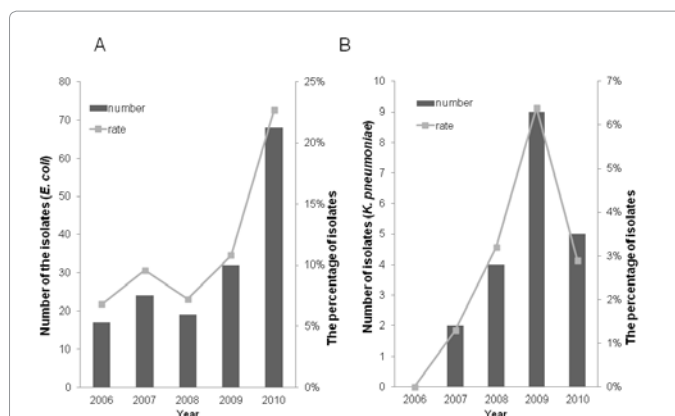 A
B
80
70
60
50
40
30
20
10
0
Number of the isolates (E. coli)
number
rate
25%
20%
15%
10%
5%
0%
The percentage of isolates
2006 2007 2008 2009 2010
Year
10
9
8
7
6
5
4
3
2
1
0
Number of isolates (K. pneumoniae)
number
rate
7%
6%
5%
4%
3%
2%
1%
0%
The percentage of isolates
2006 2007 2008 2009 2010
Year